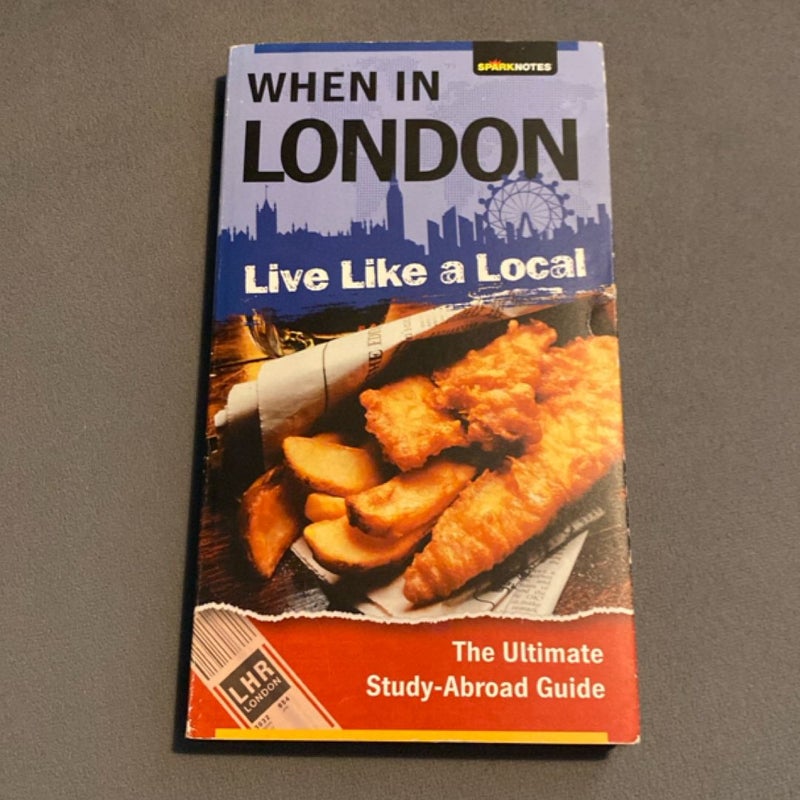 SPARKNOTES
WHEN IN
LONDON
Live Like a Local
The Ultimate
Study-Abroad Guide
LHR
LONDON